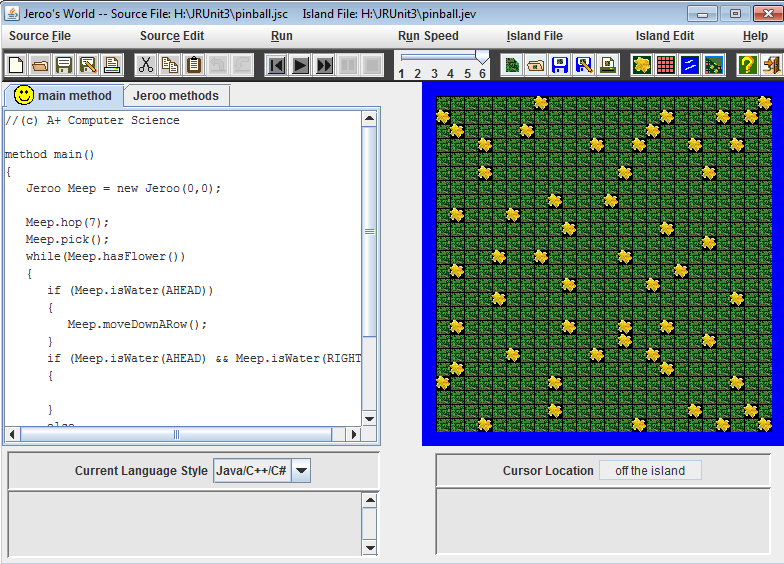 Jeroo's World -- Source File: H:\JRUnit3\pinball.jsc    Island File: H:\JRUnit3\pinball.jev
Source File Source Edit Run Run Speed Island File Island Edit Help
1 2 3 4 5 6
main method Jeroo methods
//(c) A+ Computer Science
method main()
{
Jeroo Meep = new Jeroo(0,0);
Meep.hop(7);
Meep.pick();
while(Meep.hasFlower())
{
if (Meep.isWater(AHEAD))
{
Meep.moveDownARow();
}
if (Meep.isWater(AHEAD) && Meep.isWater(RIGHT
{
}
else
Current Language Style Java/C++/C#
Cursor Location off the island